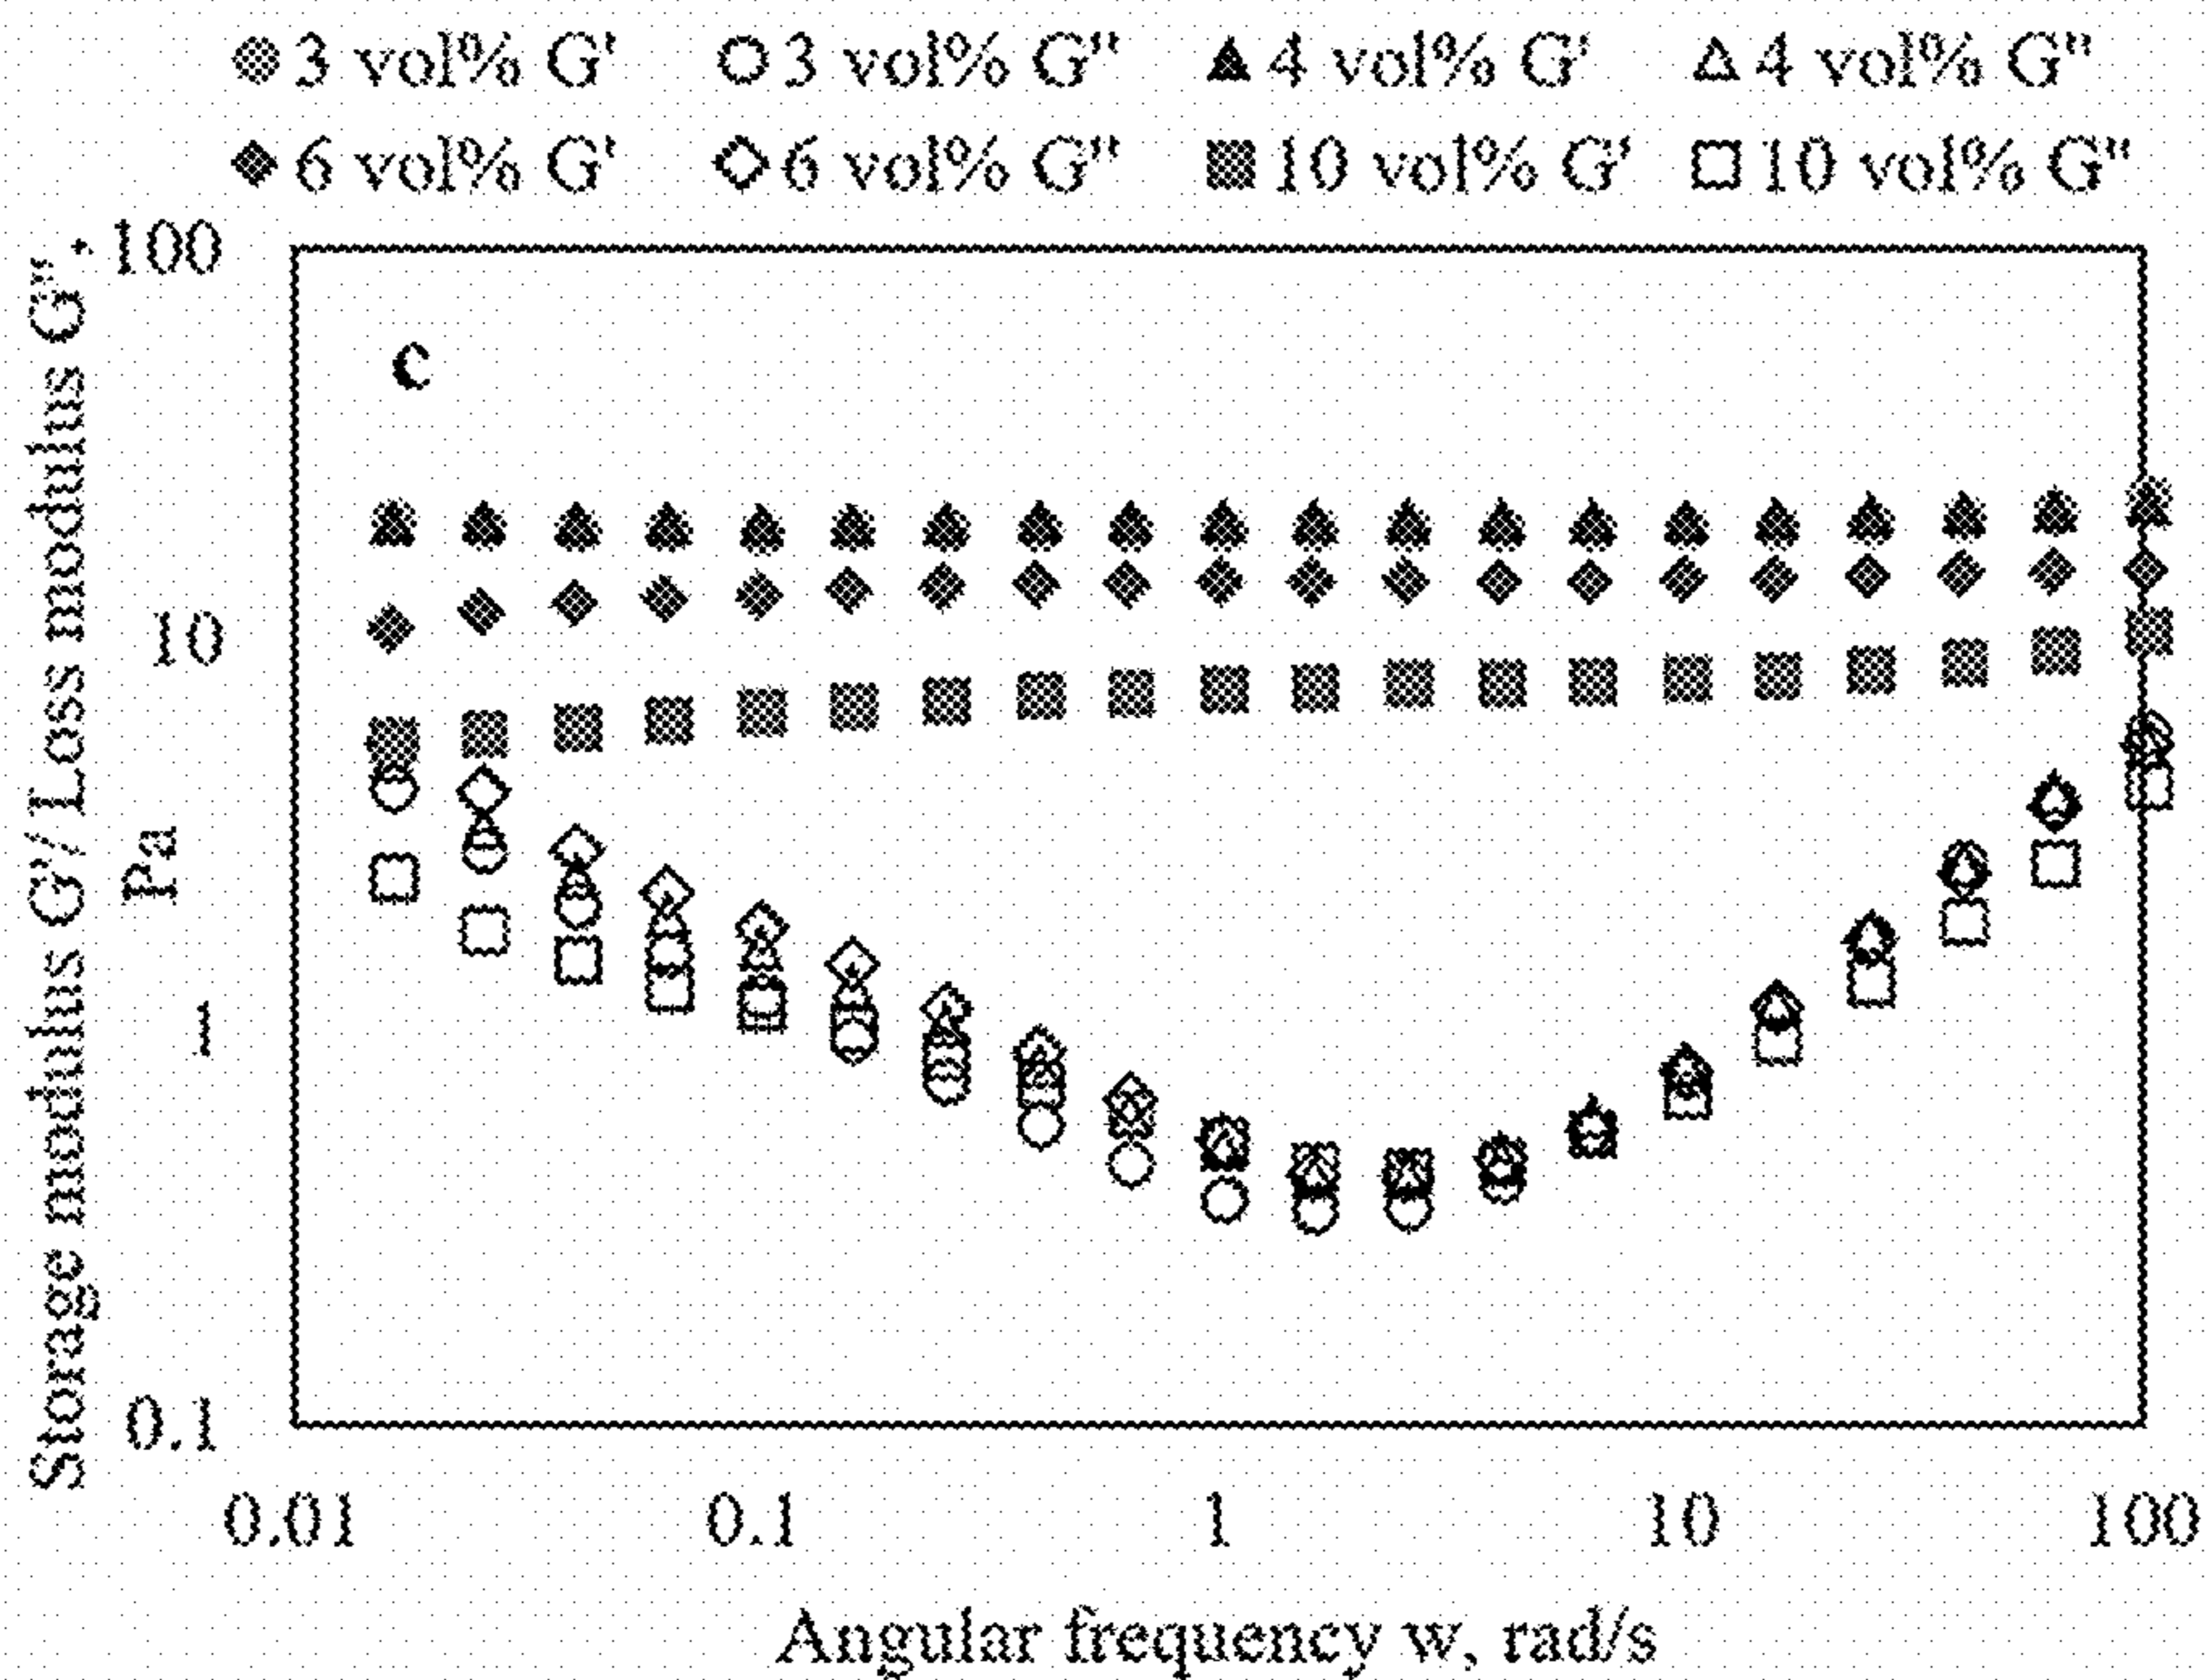 3 vol% G' 3 vol% G" 4 vol% G' 4 vol% G"
6 vol% G' 6 vol% G" 10 vol% G' 10 vol% G"
Storage modulus G'/Loss modulus G",
Pa
100
10
1
0.1
c
0.01 0.1 1 10 100
Angular frequency w, rad/s